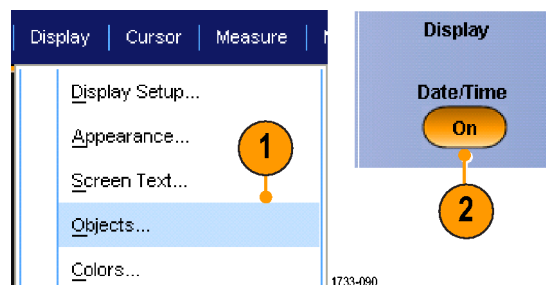 Display Cursor Measure
Display Setup...
Appearance...
Screen Text...
Objects...
Colors...
1
Display
Date/Time
On
2
1733-090